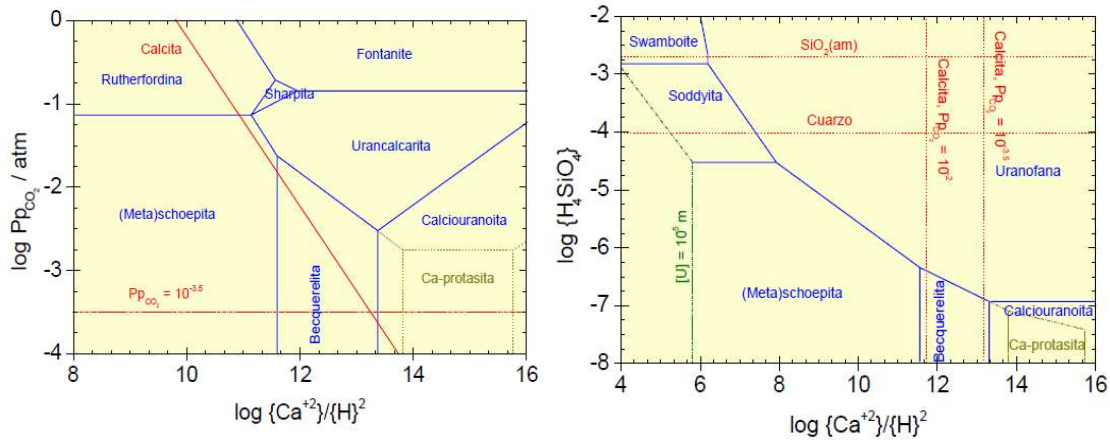 0
-1
-2
-3
-4
log Pp_CO₂ / atm
Calcita
Rutherfordina
Fontanite
Sharpita
Urancalcarita
(Meta)schoepita
Calciouranoita
Ca-protasita
Pp_CO₂ = 10^-3.5
Becquerelita
8 10 12 14 16
log {Ca⁺²}/{H}²
-2
-3
-4
-5
-6
-7
-8
log {H₄SiO₄}
Swamboite
SiO₂(am)
Soddyita
Cuarzo
Calcita, Pp_CO₂ = 10^-2
Calcita, Pp_CO₂ = 10^-3.5
Uranofana
[U] = 10⁵ m
(Meta)schoepita
Becquerelita
Calciouranoita
Ca-protasita
4 6 8 10 12 14 16
log {Ca⁺²}/{H}²